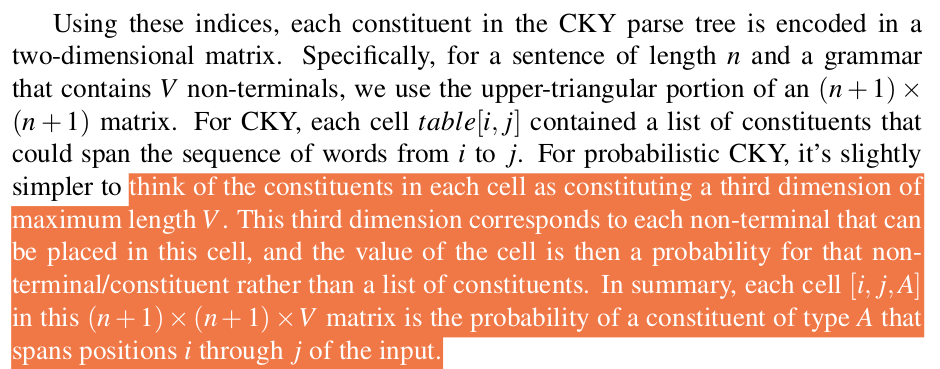 Using these indices, each constituent in the CKY parse tree is encoded in a
two-dimensional matrix. Specifically, for a sentence of length n and a grammar
that contains V non-terminals, we use the upper-triangular portion of an (n+1) ×
(n+1) matrix. For CKY, each cell table[i, j] contained a list of constituents that
could span the sequence of words from i to j. For probabilistic CKY, it's slightly
simpler to think of the constituents in each cell as constituting a third dimension of
maximum length V. This third dimension corresponds to each non-terminal that can
be placed in this cell, and the value of the cell is then a probability for that non-
terminal/constituent rather than a list of constituents. In summary, each cell [i, j,A]
in this (n+1)×(n+1)×V matrix is the probability of a constituent of type A that
spans positions i through j of the input.